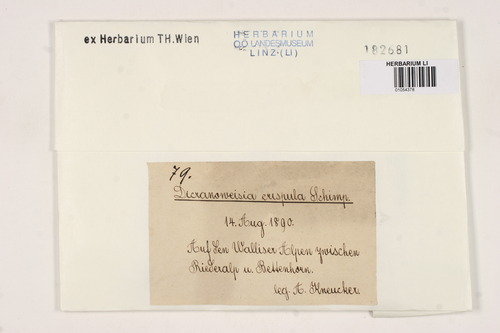 ex Herbarium TH.Wien
HERBARIUM
OÖ LANDESMUSEUM
LINZ (LI)
182681
HERBARIUM LI
01054378
79.
Dicranoweisia crispula Schimp.
14. Aug. 1890.
Auf den Walliser Alpen zwischen
Riederalp u. Bettenhorn.
leg. A. Kneucker.